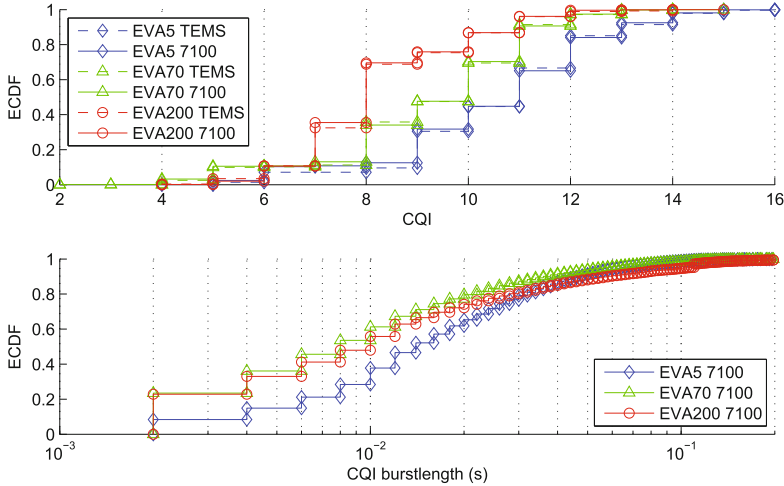 1
0.8
0.6
0.4
0.2
0
ECDF
EVA5 TEMS
EVA5 7100
EVA70 TEMS
EVA70 7100
EVA200 TEMS
EVA200 7100
2 4 6 8 10 12 14 16
CQI
1
0.8
0.6
0.4
0.2
0
ECDF
EVA5 7100
EVA70 7100
EVA200 7100
10⁻³ 10⁻² 10⁻¹
CQI burstlength (s)